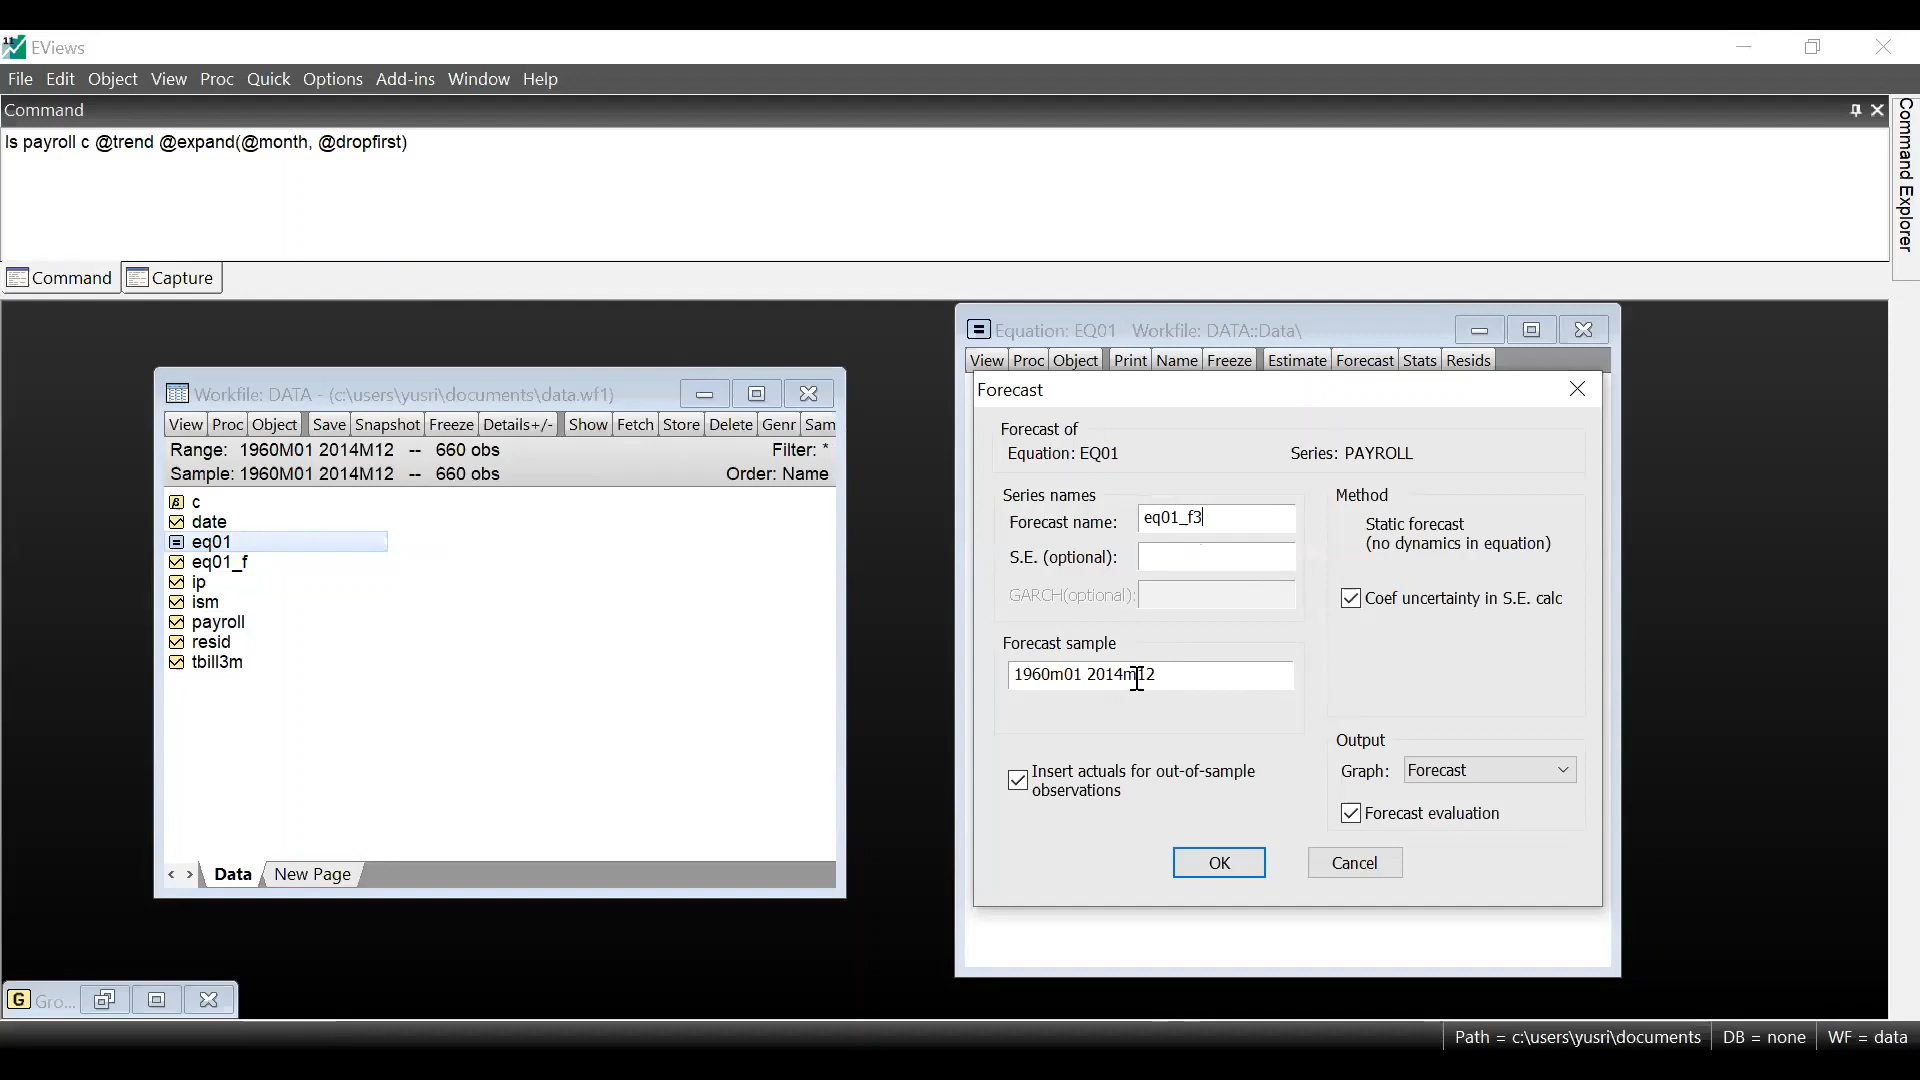 EViews
File Edit Object View Proc Quick Options Add-ins Window Help
Command
ls payroll c @trend @expand(@month, @dropfirst)
Command Explorer
Command Capture
Equation: EQ01 Workfile: DATA::Data\
View Proc Object Print Name Freeze Estimate Forecast Stats Resids
Workfile: DATA - (c:\users\yusri\documents\data.wf1)
View Proc Object Save Snapshot Freeze Details+/- Show Fetch Store Delete Genr Sam
Range: 1960M01 2014M12 -- 660 obs Filter: *
Sample: 1960M01 2014M12 -- 660 obs Order: Name
c
date
eq01
eq01_f
ip
ism
payroll
resid
tbill3m
Data New Page
Forecast
Forecast of
Equation: EQ01 Series: PAYROLL
Series names
Forecast name: eq01_f3
S.E. (optional):
GARCH(optional):
Method
Static forecast
(no dynamics in equation)
Coef uncertainty in S.E. calc
Forecast sample
1960m01 2014m12
Insert actuals for out-of-sample
observations
Output
Graph: Forecast
Forecast evaluation
OK Cancel
G Gro...
Path = c:\users\yusri\documents DB = none WF = data